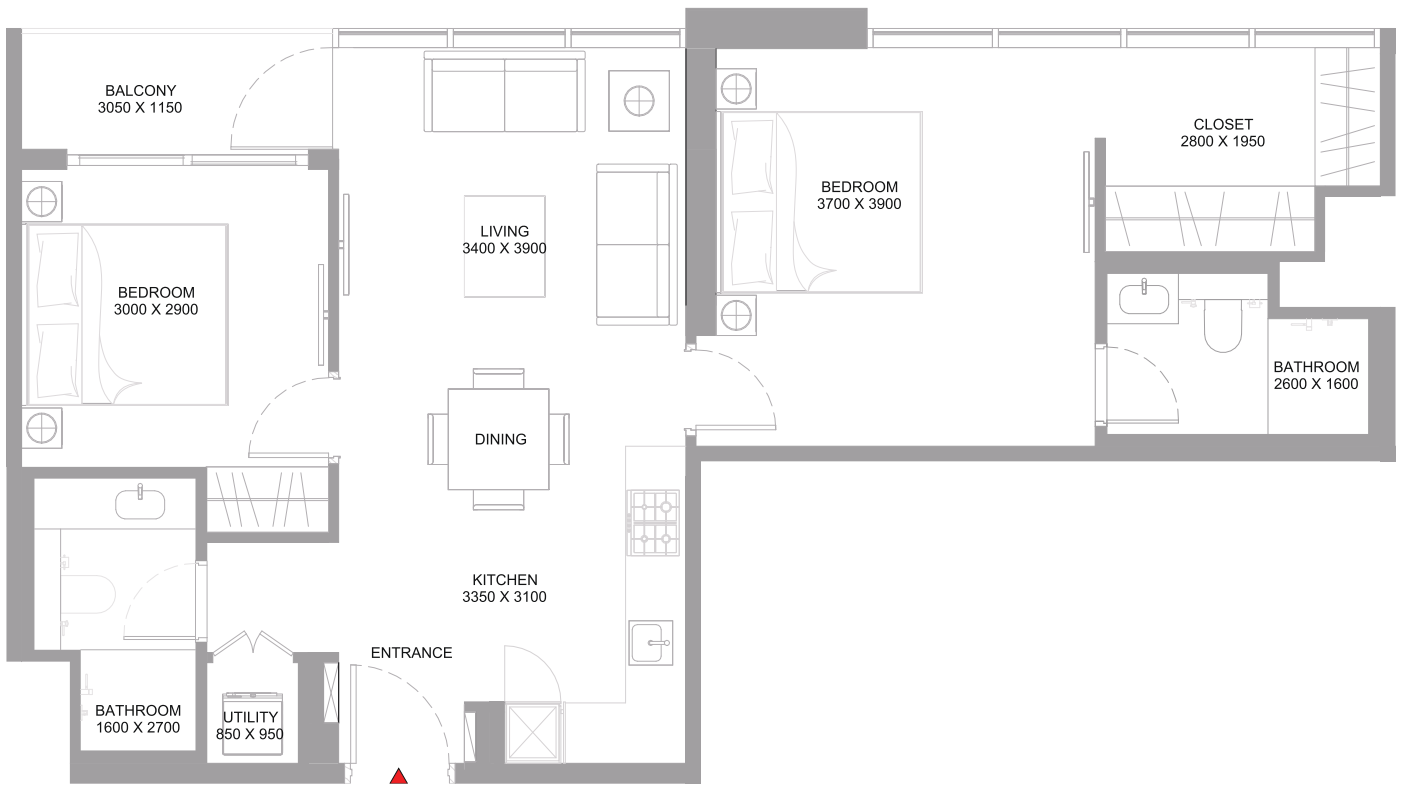 BALCONY
3050 X 1150
CLOSET
2800 X 1950
BEDROOM
3700 X 3900
LIVING
3400 X 3900
BEDROOM
3000 X 2900
BATHROOM
2600 X 1600
DINING
KITCHEN
3350 X 3100
ENTRANCE
BATHROOM
1600 X 2700
UTILITY
850 X 950